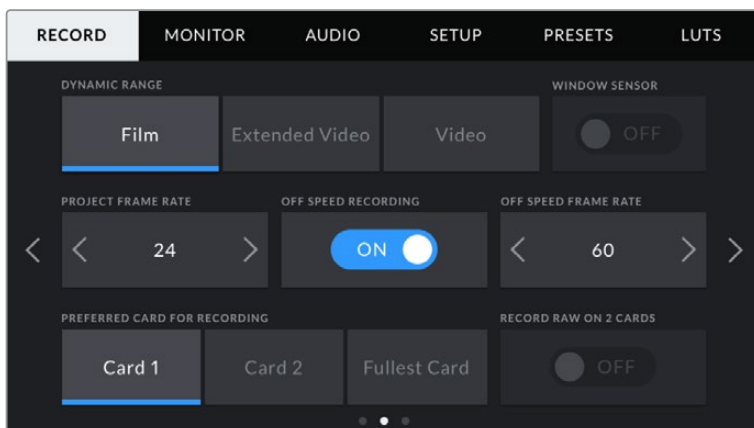 RECORD MONITOR AUDIO SETUP PRESETS LUTS
DYNAMIC RANGE WINDOW SENSOR
Film Extended Video Video OFF
PROJECT FRAME RATE OFF SPEED RECORDING OFF SPEED FRAME RATE
24 ON 60
PREFERRED CARD FOR RECORDING RECORD RAW ON 2 CARDS
Card 1 Card 2 Fullest Card OFF